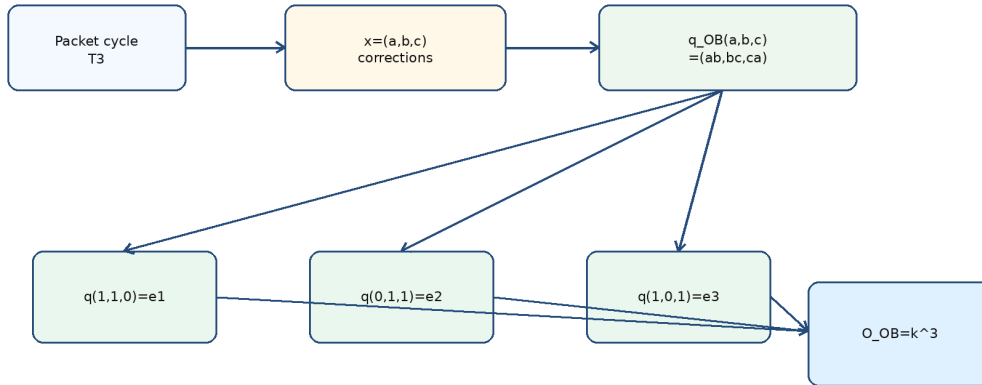 Packet cycle
T3
x=(a,b,c)
corrections
q_OB(a,b,c)
=(ab,bc,ca)
q(1,1,0)=e1
q(0,1,1)=e2
q(1,0,1)=e3
O_OB=k^3